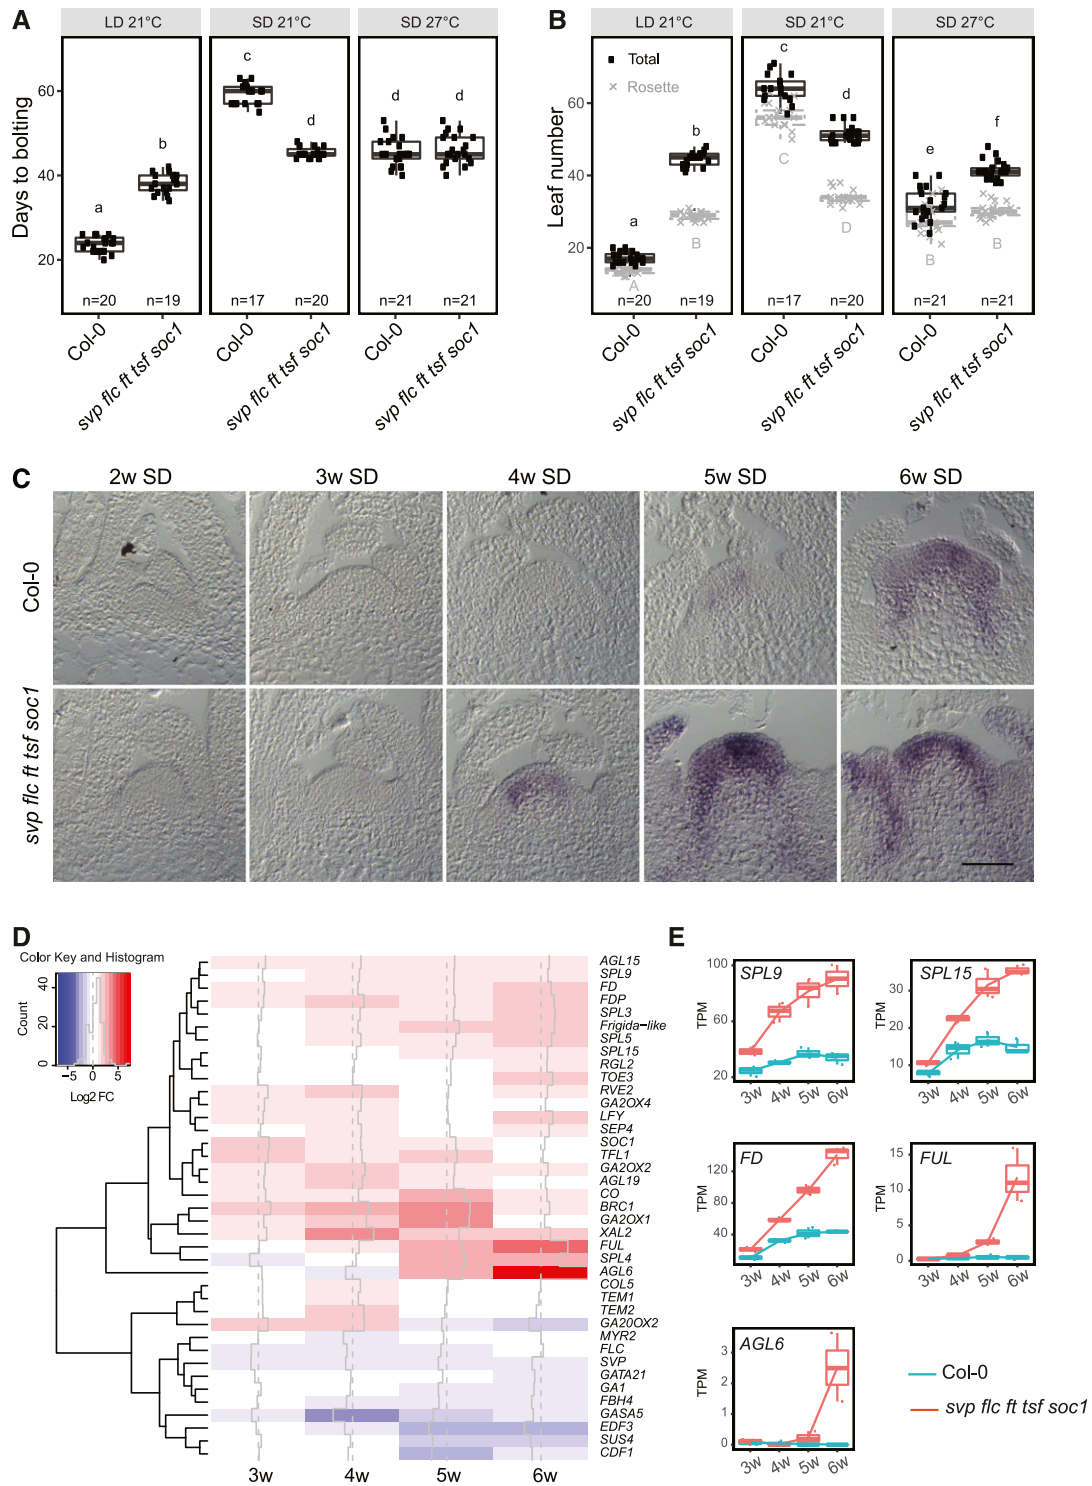 A
LD 21°C
SD 21°C
SD 27°C
Days to bolting
60
40
20
a
b
c
d
d
d
n=20
n=19
n=17
n=20
n=21
n=21
Col-0
svp flc ft tsf soc1
Col-0
svp flc ft tsf soc1
Col-0
svp flc ft tsf soc1
B
LD 21°C
SD 21°C
SD 27°C
Leaf number
60
40
20
Total
Rosette
a
A
b
B
c
C
d
D
e
B
f
B
n=20
n=19
n=17
n=20
n=21
n=21
Col-0
svp flc ft tsf soc1
Col-0
svp flc ft tsf soc1
Col-0
svp flc ft tsf soc1
C
2w SD
3w SD
4w SD
5w SD
6w SD
Col-0
svp flc ft tsf soc1
D
Color Key and Histogram
Count
40
20
0
−5
0
5
Log2 FC
AGL15
SPL9
FD
FDP
SPL3
Frigida−like
SPL5
SPL15
RGL2
TOE3
RVE2
GA2OX4
LFY
SEP4
SOC1
TFL1
GA2OX2
AGL19
CO
BRC1
GA2OX1
XAL2
FUL
SPL4
AGL6
COL5
TEM1
TEM2
GA20OX2
MYR2
FLC
SVP
GATA21
GA1
FBH4
GASA5
EDF3
SUS4
CDF1
3w
4w
5w
6w
E
SPL9
TPM
100
60
20
3w
4w
5w
6w
SPL15
TPM
30
20
10
3w
4w
5w
6w
FD
TPM
120
80
40
3w
4w
5w
6w
FUL
TPM
15
10
5
0
3w
4w
5w
6w
AGL6
TPM
3
2
1
0
3w
4w
5w
6w
Col-0
svp flc ft tsf soc1